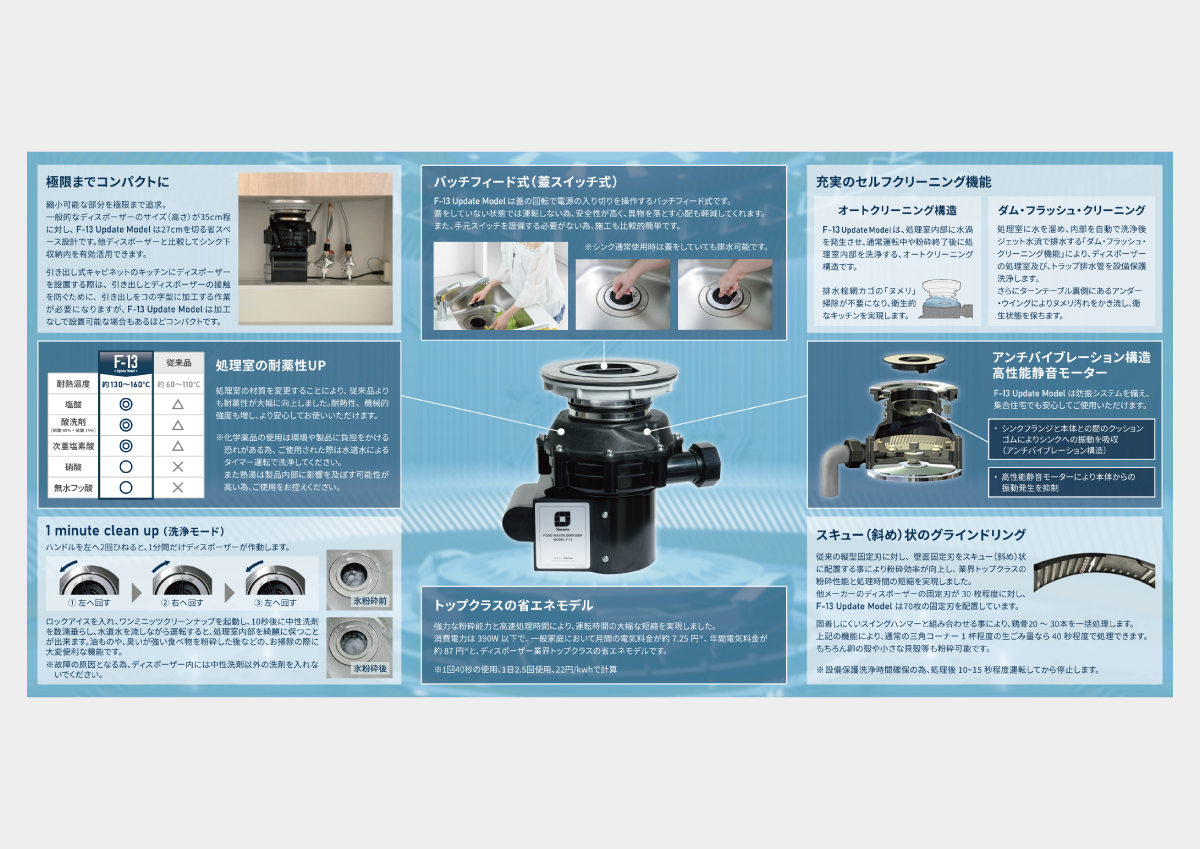 極限までコンパクトに
縮小可能な部分を極限まで追求。
一般的なディスポーザーのサイズ（高さ）が35cm程
に対し、F-13 Update Model は27cmを切る省スペ
ース設計です。他ディスポーザーと比較してシンク下
収納内を有効活用できます。
引き出し式キャビネットのキッチンにディスポーザー
を設置する際は、引き出しとディスポーザーの接触
を防ぐために、引き出しをコの字型に加工する作業
が必要になりますが、F-13 Update Model は加工
なしで設置可能な場合もあるほどコンパクトです。
バッチフィード式（蓋スイッチ式）
F-13 Update Model は蓋の回転で電源の入り切りを操作するバッチフィード式です。
蓋をしていない状態では運転しない為、安全性が高く、異物を落とす心配も軽減してくれます。
また、手元スイッチを設備する必要がない為、施工も比較的簡単です。
※シンク通常使用時は蓋をしていても排水可能です。
充実のセルフクリーニング機能
オートクリーニング構造
F-13 Update Model は、処理室内部に水渦
を発生させ、通常運転中や粉砕終了後に処
理室内部を洗浄する、オートクリーニング
構造です。
排水栓網カゴの「ヌメリ」
掃除が不要になり、衛生的
なキッチンを実現します。
ダム・フラッシュ・クリーニング
処理室に水を溜め、内部を自動で洗浄後
ジェット水流で排水する「ダム・フラッシュ・
クリーニング機能」により、ディスポーザー
の処理室及び、トラップ排水管を設備保護
洗浄します。
さらにターンテーブル裏側にあるアンダー
・ウイングによりヌメリ汚れをかき流し、衛
生状態を保ちます。
F-13
Update Model
従来品
耐熱温度 約130～160℃ 約60～110℃
塩酸 ◎ △
酸洗剤 ◎ △
次亜塩素酸 ◎ △
硝酸 ○ ×
無水フッ酸 ○ ×
処理室の耐薬性UP
処理室の材質を変更することにより、従来品より
も耐薬性が大幅に向上しました。耐熱性、機械的
強度も増し、より安心してお使いいただけます。
※化学薬品の使用は環境や製品に負担をかける
恐れがある為、ご使用された際は水道水による
タイマー運転で洗浄してください。
また熱湯は製品内部に影響を及ぼす可能性が
高い為、ご使用をお控えください。
FOOD WASTE DISPOSER
MODEL F-13
アンチバイブレーション構造
高性能静音モーター
F-13 Update Model は防振システムを備え、
集合住宅でも安心してご使用いただけます。
・ シンクフランジと本体との間のクッション
ゴムによりシンクへの振動を吸収
（アンチバイブレーション構造）
・ 高性能静音モーターにより本体からの
振動発生を抑制
1 minute clean up（洗浄モード）
ハンドルを左へ2回ひねると、1分間だけディスポーザーが作動します。
① 左へ回す
② 右へ回す
③ 左へ回す
氷粉砕前
ロックアイスを入れ、ワンミニッツクリーンナップを起動し、10秒後に中性洗剤
を数滴垂らし、水道水を流しながら運転すると、処理室内部を綺麗に保つこと
が出来ます。油ものや、臭いが強い食べ物を粉砕した後などの、お掃除の際に
大変便利な機能です。
※故障の原因となる為、ディスポーザー内には中性洗剤以外の洗剤を入れな
いでください。
氷粉砕後
トップクラスの省エネモデル
強力な粉砕能力と高速処理時間により、運転時間の大幅な短縮を実現しました。
消費電力は 390W 以下で、一般家庭において月間の電気料金が約 7.25 円※、年間電気料金が
約 87 円※と、ディスポーザー業界トップクラスの省エネモデルです。
※1回40秒の使用、1日2.5回使用、22円/kwhで計算
スキュー（斜め）状のグラインドリング
従来の縦型固定刃に対し、壁面固定刃をスキュー（斜め）状
に配置する事により粉砕効率が向上し、業界トップクラスの
粉砕性能と処理時間の短縮を実現しました。
他メーカーのディスポーザーの固定刃が 30 枚程度に対し、
F-13 Update Model は70枚の固定刃を配置しています。
固着しにくいスイングハンマーと組み合わせる事により、鶏骨20 ～ 30本を一括処理します。
上記の機能により、通常の三角コーナー 1 杯程度の生ごみ量なら 40 秒程度で処理できます。
もちろん卵の殻や小さな貝殻等も粉砕可能です。
※設備保護洗浄時間確保の為、処理後 10~15 秒程度運転してから停止します。